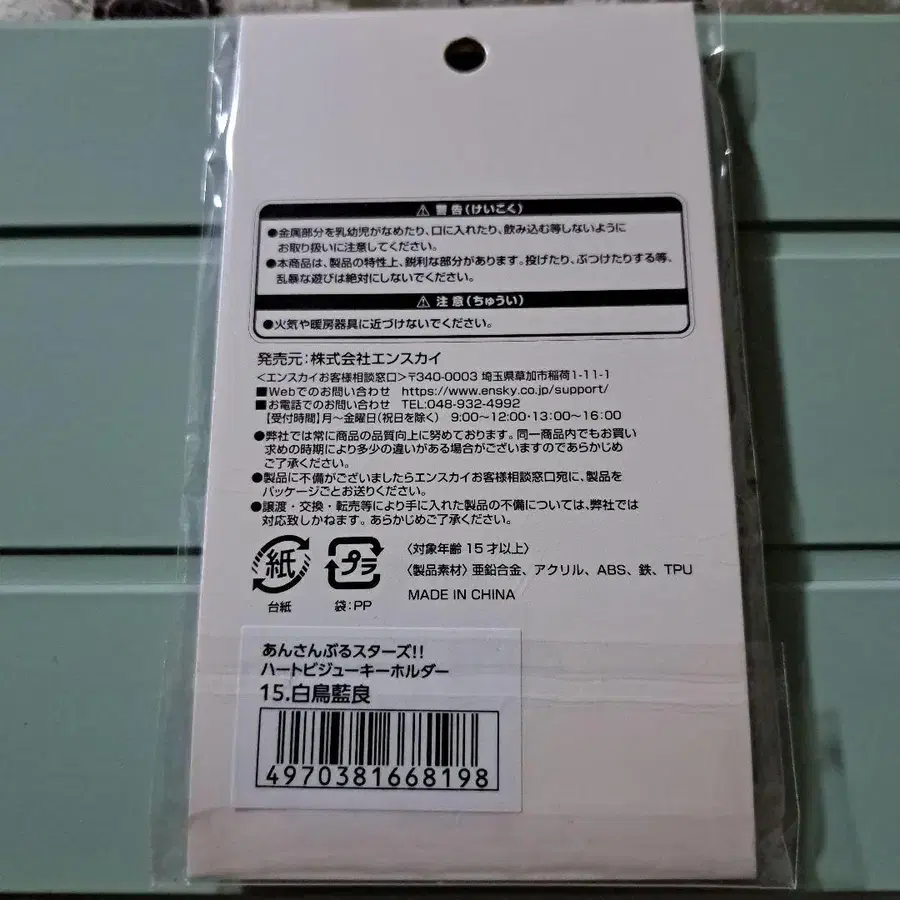 ⚠ 警告(けいこく)
●金属部分を乳幼児がなめたり、口に入れたり、飲み込む等しないように
お取り扱いに注意してください。
●本商品は、製品の特性上、鋭利な部分があります。投げたり、ぶつけたりする等、
乱暴な遊びは絶対にしないでください。
⚠ 注意(ちゅうい)
●火気や暖房器具に近づけないでください。
発売元:株式会社エンスカイ
<エンスカイお客様相談窓口>〒340-0003 埼玉県草加市稲荷1-11-1
■Webでのお問い合わせ https://www.ensky.co.jp/support/
■お電話でのお問い合わせ TEL:048-932-4992
【受付時間】月～金曜日(祝日を除く) 9:00～12:00・13:00～16:00
●弊社では常に商品の品質向上に努めております。同一商品内でもお買い
求めの時期により多少の違いがある場合がございますのであらかじめ
ご了承ください。
●製品に不備がございましたらエンスカイお客様相談窓口宛に、製品を
パッケージごとお送りください。
●譲渡・交換・転売等により手に入れた製品の不備については、弊社では
対応致しかねます。あらかじめご了承ください。
紙
台紙
プラ
袋:PP
〈対象年齢 15才以上〉
〈製品素材〉亜鉛合金、アクリル、ABS、鉄、TPU
MADE IN CHINA
あんさんぶるスターズ!!
ハートビジューキーホルダー
15.白鳥藍良
4970381668198